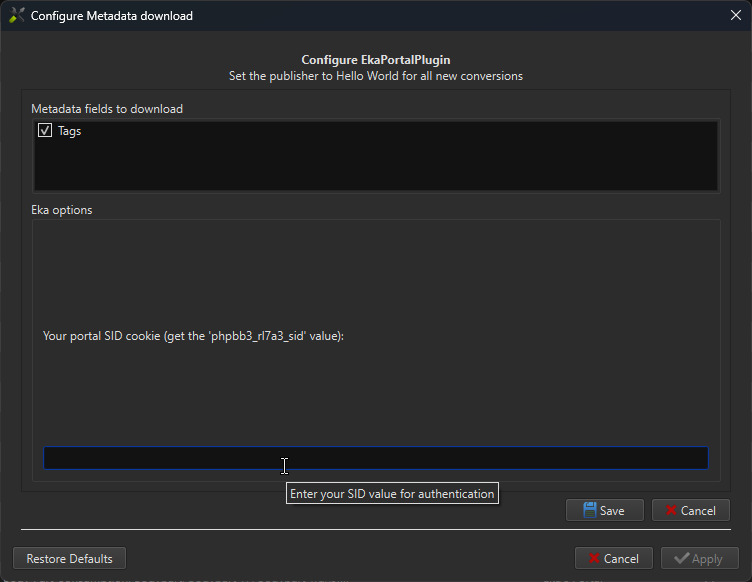 Configure Metadata download
Configure EkaPortalPlugin
Set the publisher to Hello World for all new conversions
Metadata fields to download
Tags
Eka options
Your portal SID cookie (get the 'phpbb3_rl7a3_sid' value):
Enter your SID value for authentication
Save
Cancel
Restore Defaults
Cancel
Apply